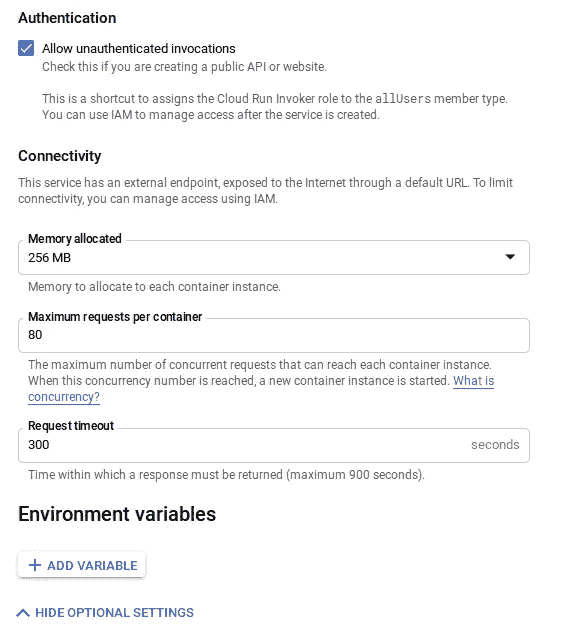 Authentication
Allow unauthenticated invocations
Check this if you are creating a public API or website.
This is a shortcut to assigns the Cloud Run Invoker role to the allUsers member type.
You can use IAM to manage access after the service is created.
Connectivity
This service has an external endpoint, exposed to the Internet through a default URL. To limit
connectivity, you can manage access using IAM.
Memory allocated
256 MB
Memory to allocate to each container instance.
Maximum requests per container
80
The maximum number of concurrent requests that can reach each container instance.
When this concurrency number is reached, a new container instance is started. What is
concurrency?
Request timeout
300 seconds
Time within which a response must be returned (maximum 900 seconds).
Environment variables
+ ADD VARIABLE
HIDE OPTIONAL SETTINGS